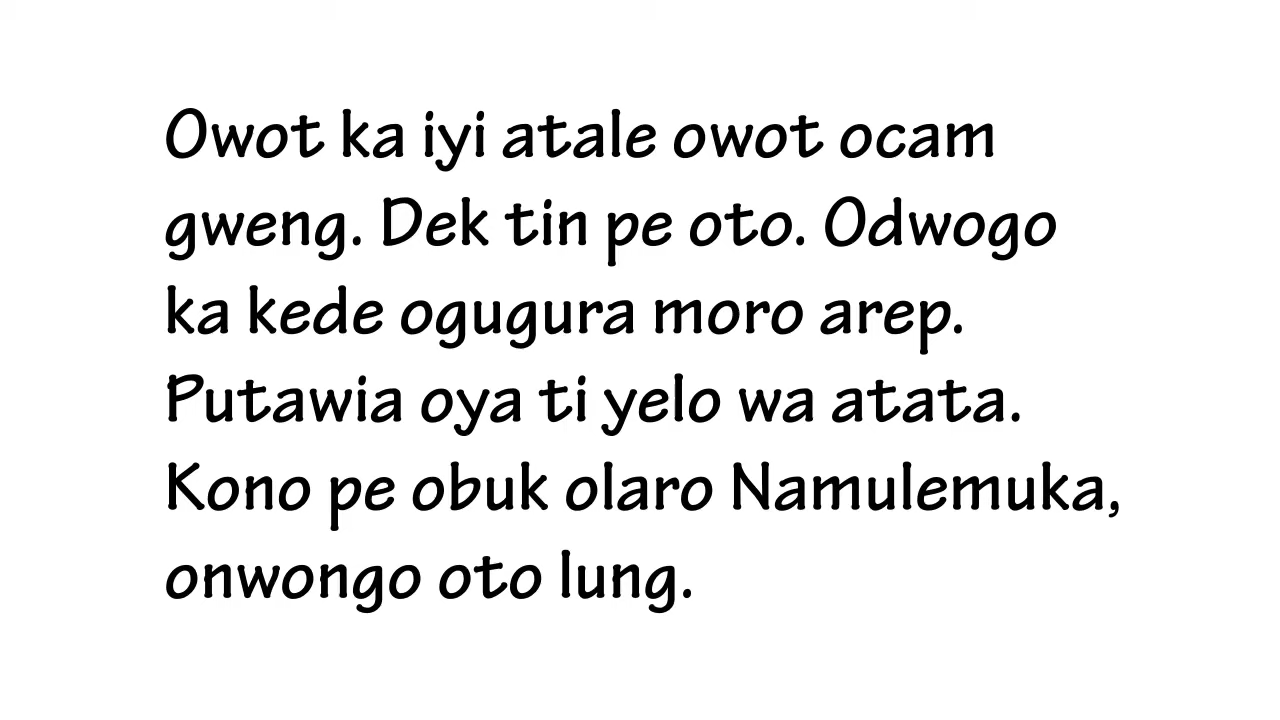 Owot ka iyi atale owot ocam
gweng. Dek tin pe oto. Odwogo
ka kede ogugura moro arep.
Putawia oya ti yelo wa atata.
Kono pe obuk olaro Namulemuka,
onwongo oto lung.